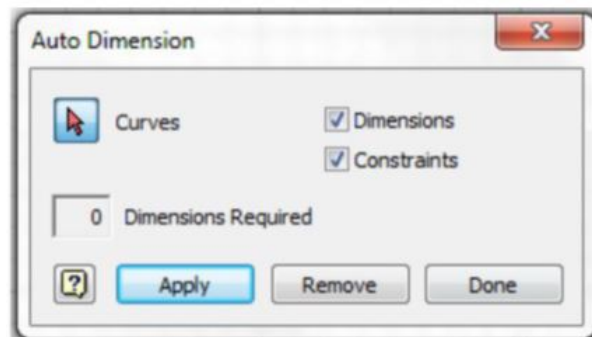 Auto Dimension
Curves
Dimensions
Constraints
0 Dimensions Required
?
Apply Remove Done